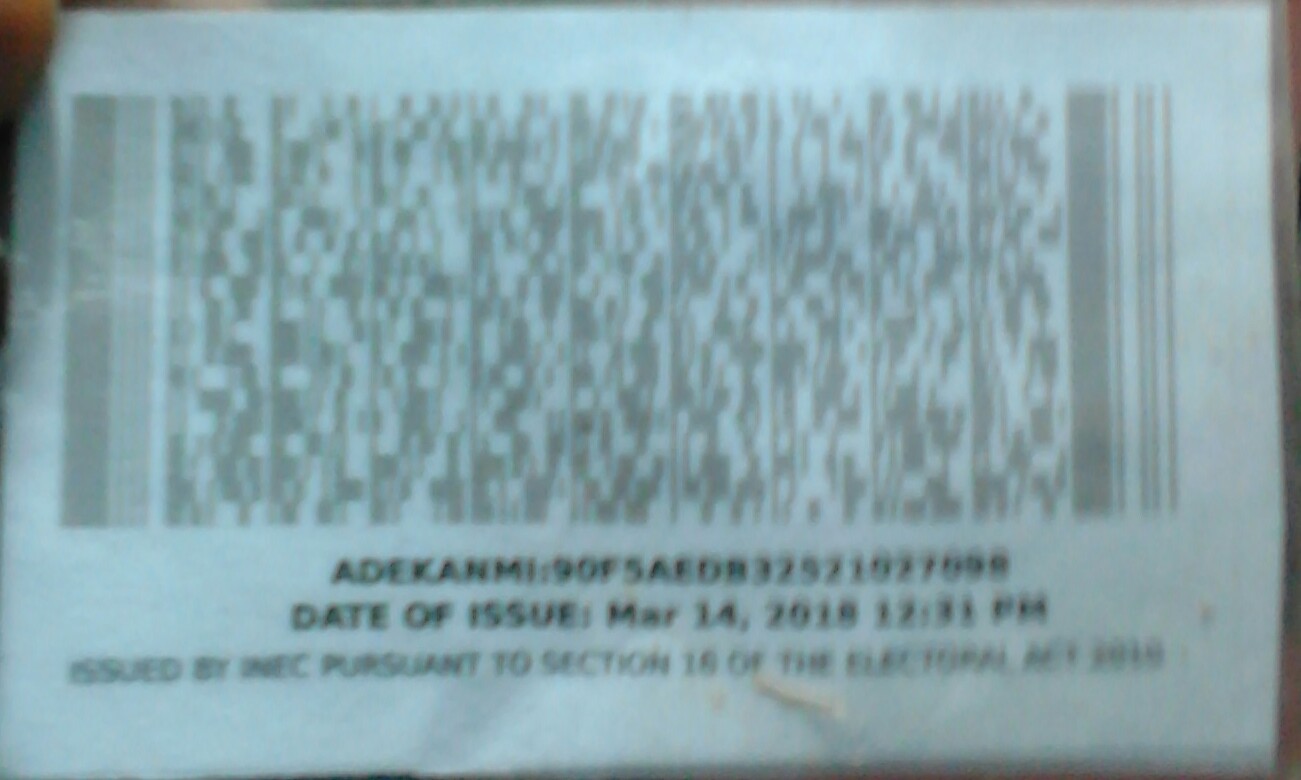 ADEKANMI:90F5AEDB32521027098
DATE OF ISSUE: Mar 14, 2018 12:31 PM
ISSUED BY INEC PURSUANT TO SECTION 16 OF THE ELECTORAL ACT 2010